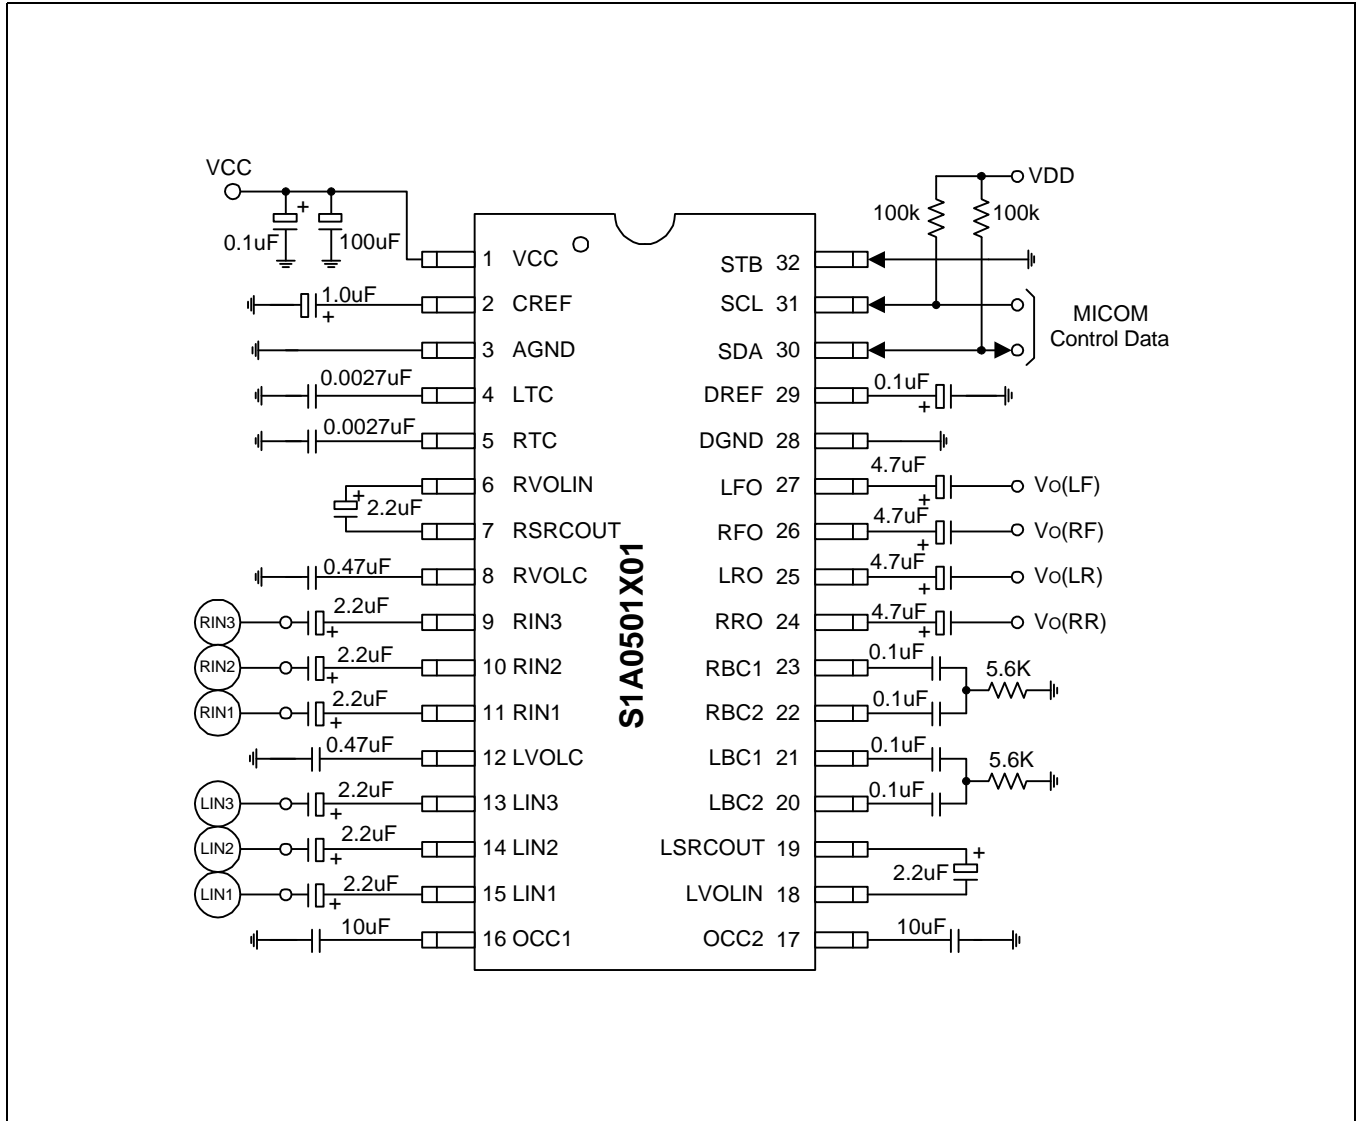 VCC
0.1uF
+
100uF
1 VCC
1.0uF
+
2 CREF
3 AGND
0.0027uF
4 LTC
0.0027uF
5 RTC
6 RVOLIN
+
2.2uF
7 RSRCOUT
0.47uF
8 RVOLC
RIN3
2.2uF
+
9 RIN3
RIN2
2.2uF
+
10 RIN2
RIN1
2.2uF
+
11 RIN1
0.47uF
12 LVOLC
LIN3
2.2uF
+
13 LIN3
LIN2
2.2uF
+
14 LIN2
LIN1
2.2uF
+
15 LIN1
10uF
16 OCC1
S1A0501X01
VDD
100k
100k
STB 32
SCL 31
MICOM
Control Data
SDA 30
DREF 29
0.1uF
+
DGND 28
LFO 27
4.7uF
+
Vo(LF)
RFO 26
4.7uF
+
Vo(RF)
LRO 25
4.7uF
+
Vo(LR)
RRO 24
4.7uF
+
Vo(RR)
RBC1 23
0.1uF
5.6K
RBC2 22
0.1uF
LBC1 21
0.1uF
5.6K
LBC2 20
0.1uF
LSRCOUT 19
+
2.2uF
LVOLIN 18
OCC2 17
10uF